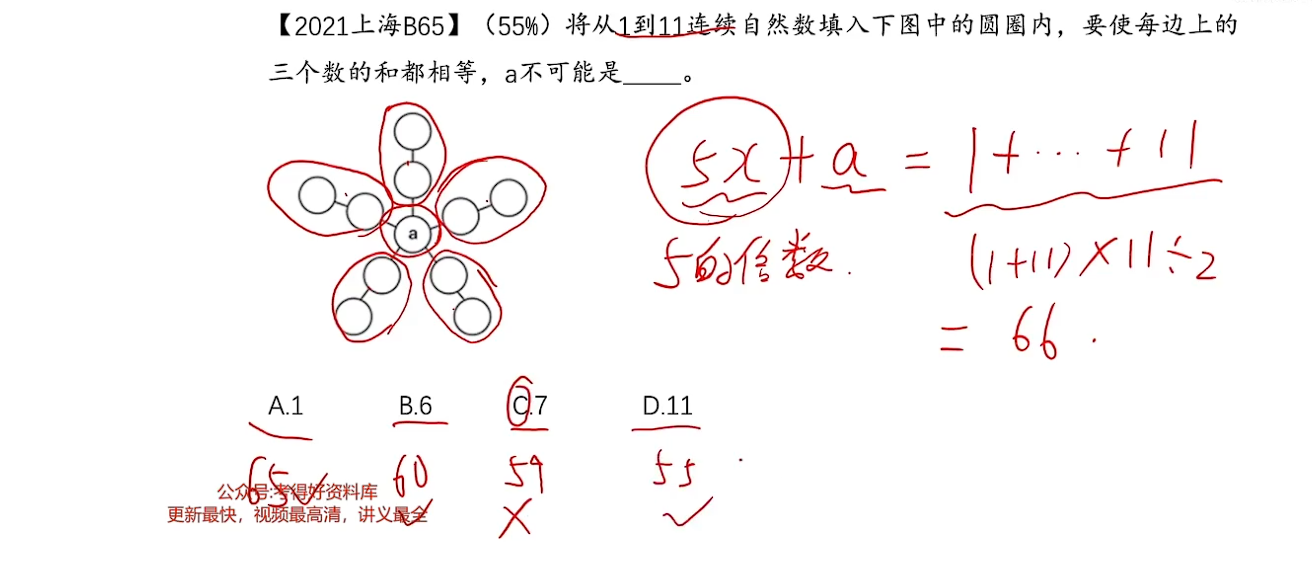 【2021上海B65】（55%）将从1到11连续自然数填入下图中的圆圈内，要使每边上的
三个数的和都相等，a不可能是_____。
5x + a = 1+…+11
5的倍数.
(1+11)×11÷2
= 66.
a
A.1 B.6 C.7 D.11
65✓ 60 59 55
✓ × ✓
公众号:考得好资料库
更新最快，视频最高清，讲义最全